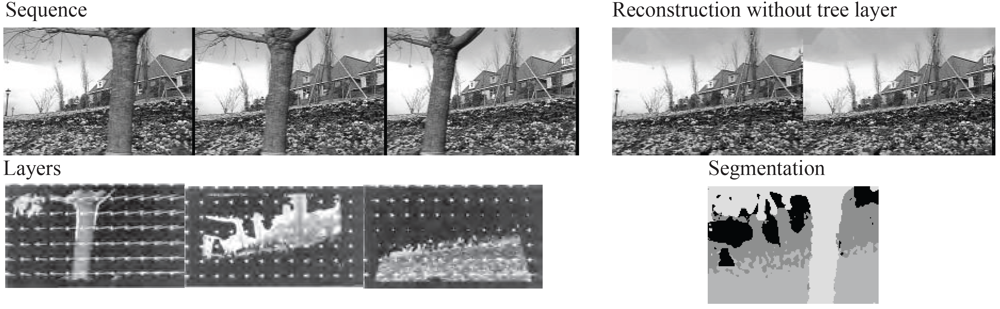 Sequence
Reconstruction without tree layer
Layers
Segmentation